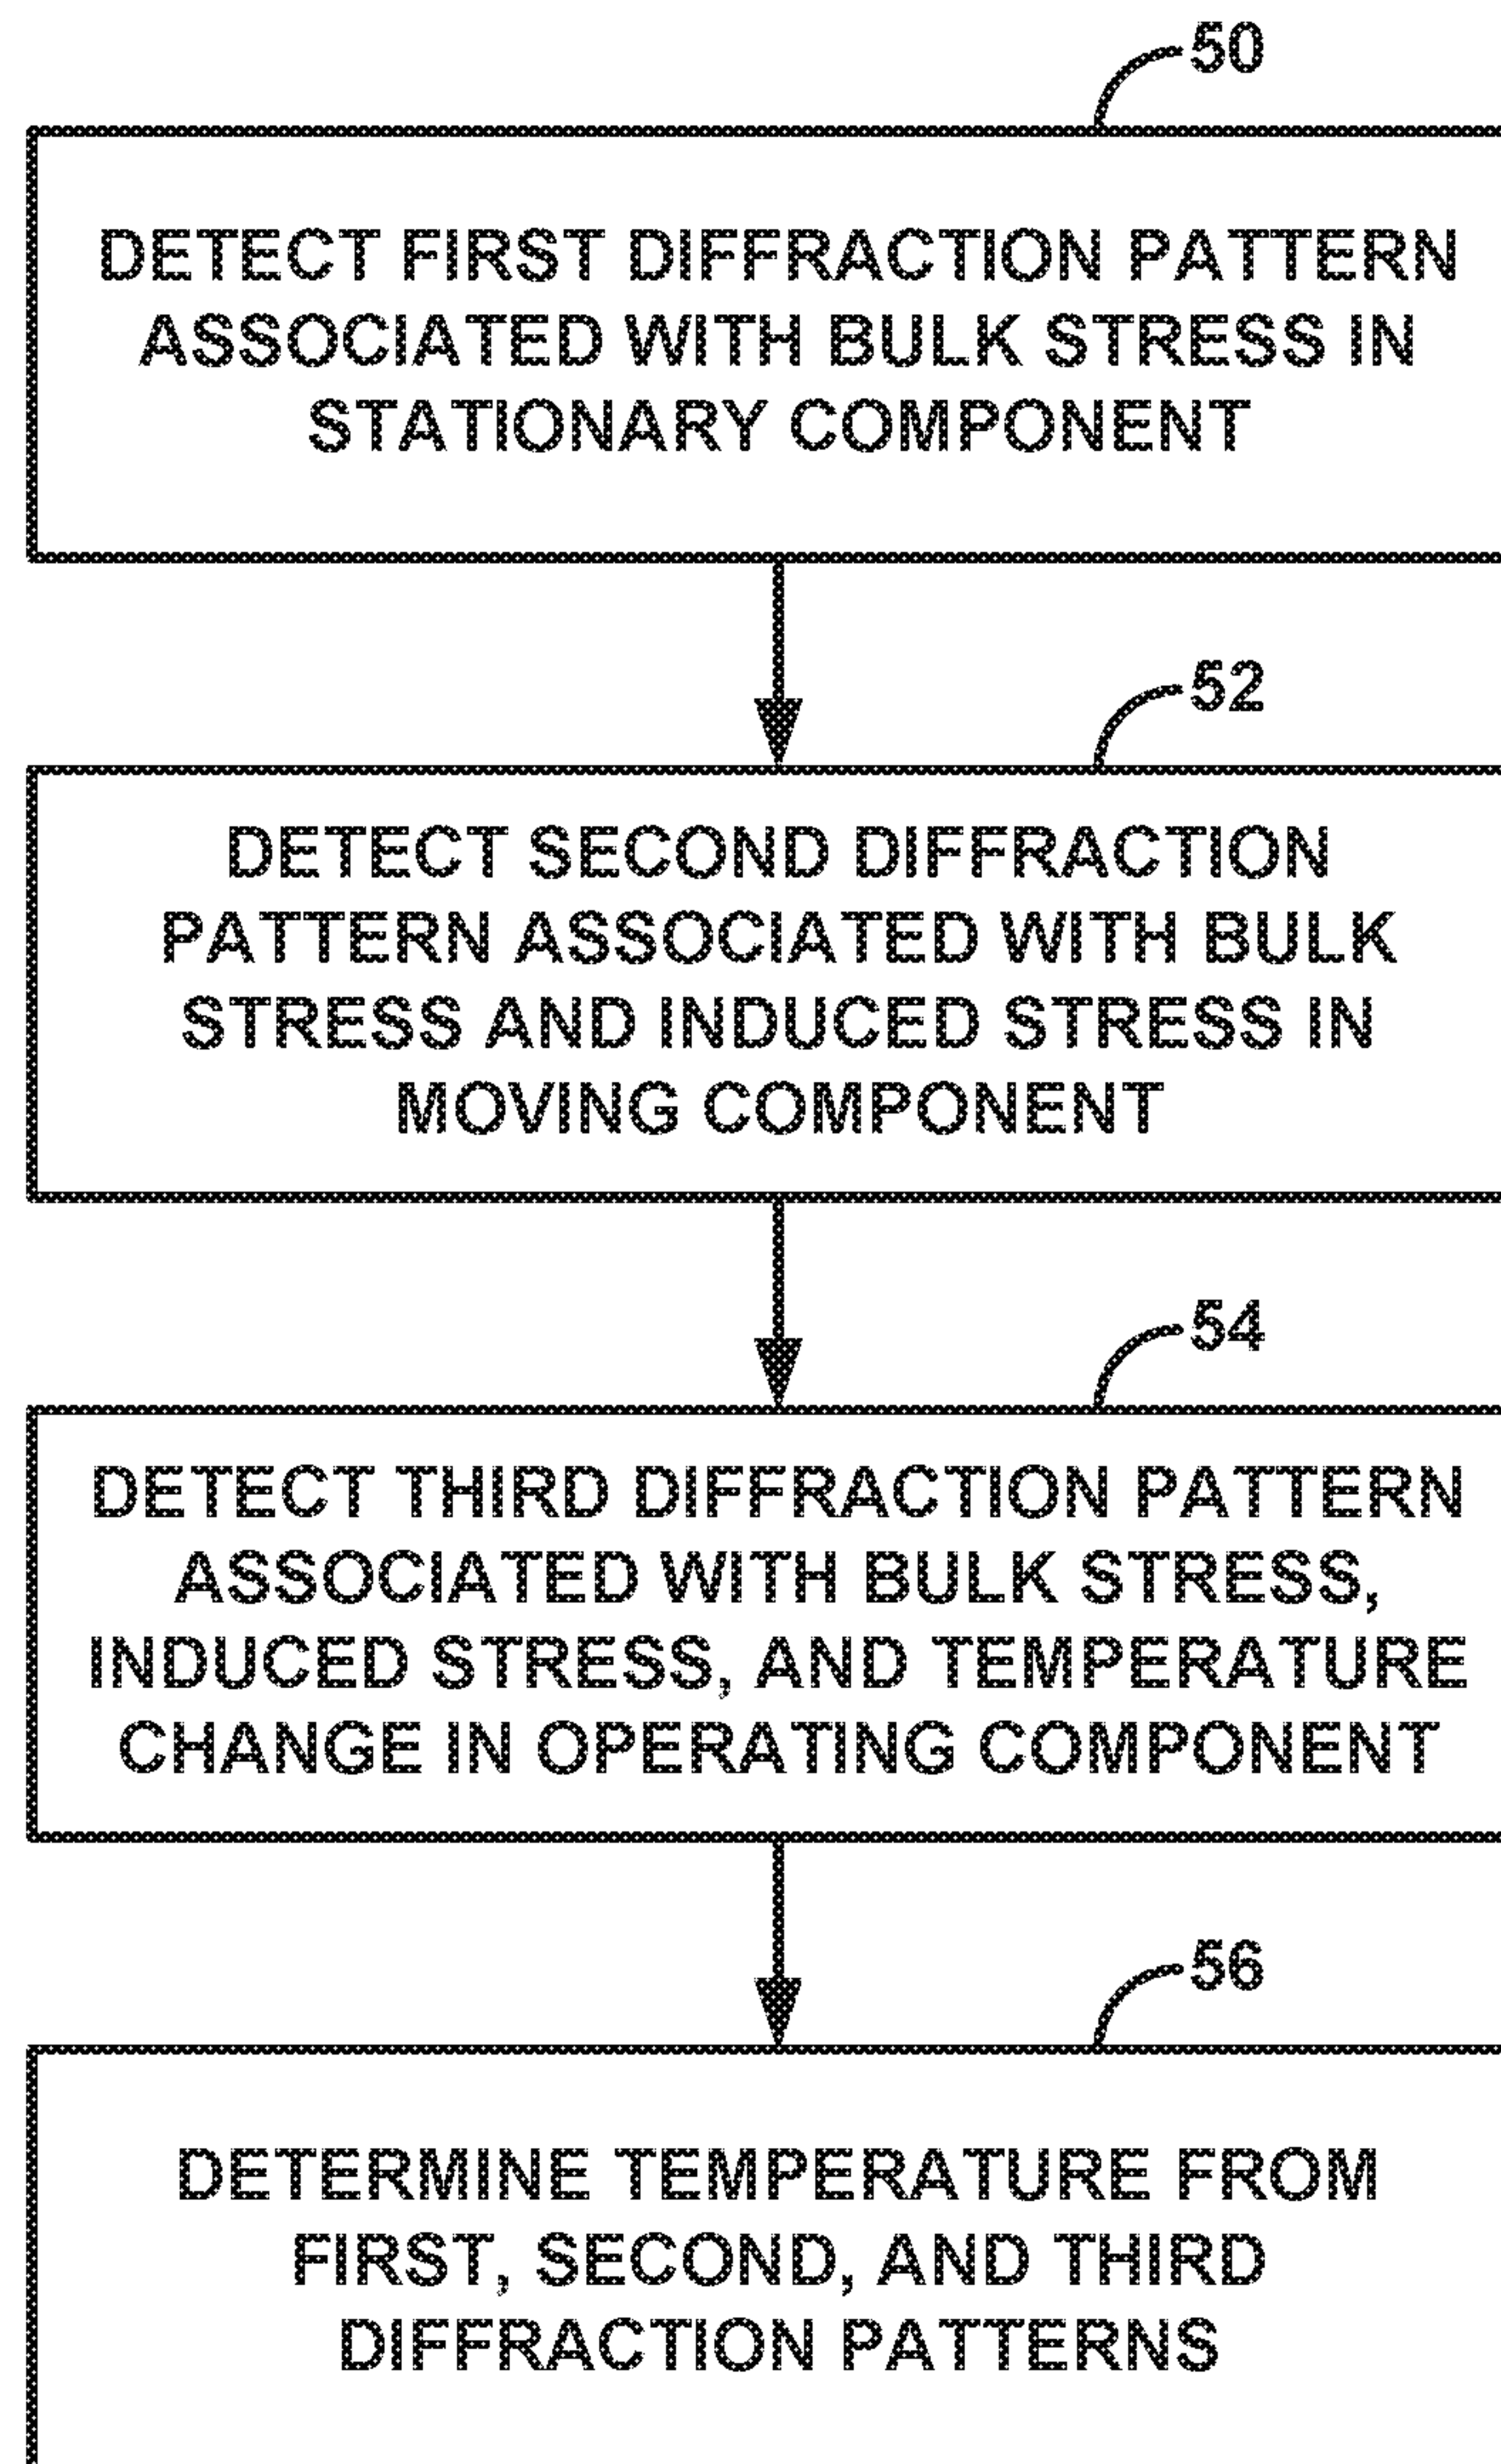 50
DETECT FIRST DIFFRACTION PATTERN
ASSOCIATED WITH BULK STRESS IN
STATIONARY COMPONENT
52
DETECT SECOND DIFFRACTION
PATTERN ASSOCIATED WITH BULK
STRESS AND INDUCED STRESS IN
MOVING COMPONENT
54
DETECT THIRD DIFFRACTION PATTERN
ASSOCIATED WITH BULK STRESS,
INDUCED STRESS, AND TEMPERATURE
CHANGE IN OPERATING COMPONENT
56
DETERMINE TEMPERATURE FROM
FIRST, SECOND, AND THIRD
DIFFRACTION PATTERNS